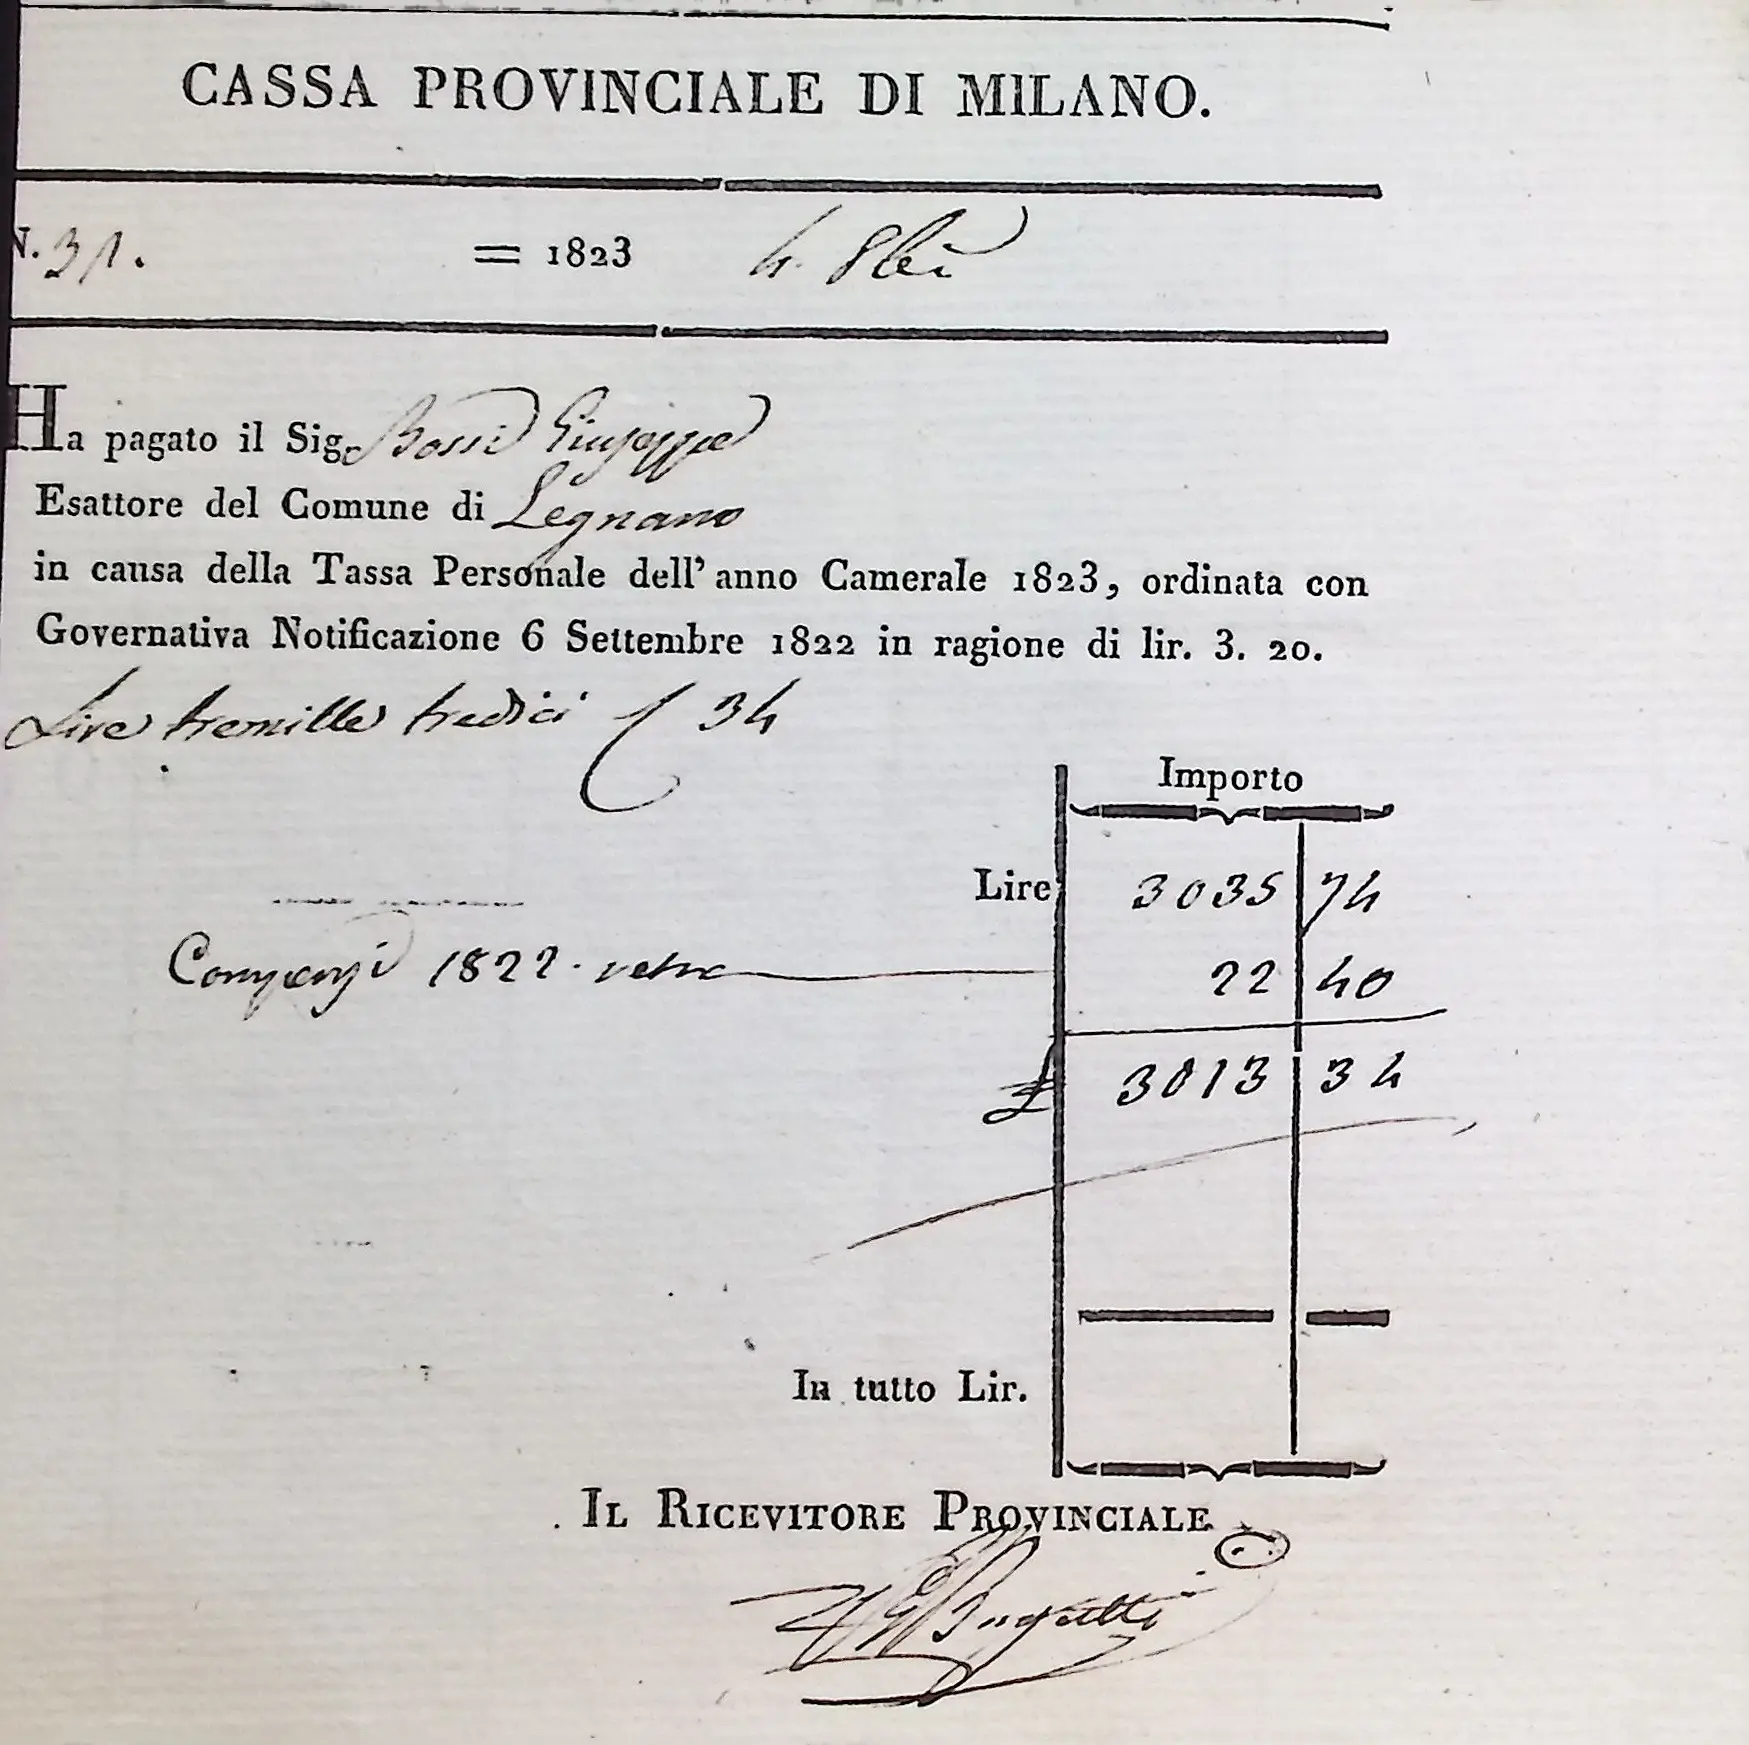 CASSA PROVINCIALE DI MILANO.
N. 31. = 1823 4. 8bre
Ha pagato il Sig. Bossi Giuseppe
Esattore del Comune di Legnano
in causa della Tassa Personale dell' anno Camerale 1823, ordinata con
Governativa Notificazione 6 Settembre 1822 in ragione di lir. 3. 20.
Lire tremille tredici 34
Importo
Lire 3035 74
Compensi 1822. 22 40
£ 3013 34
In tutto Lir.
IL RICEVITORE PROVINCIALE
Bugatti